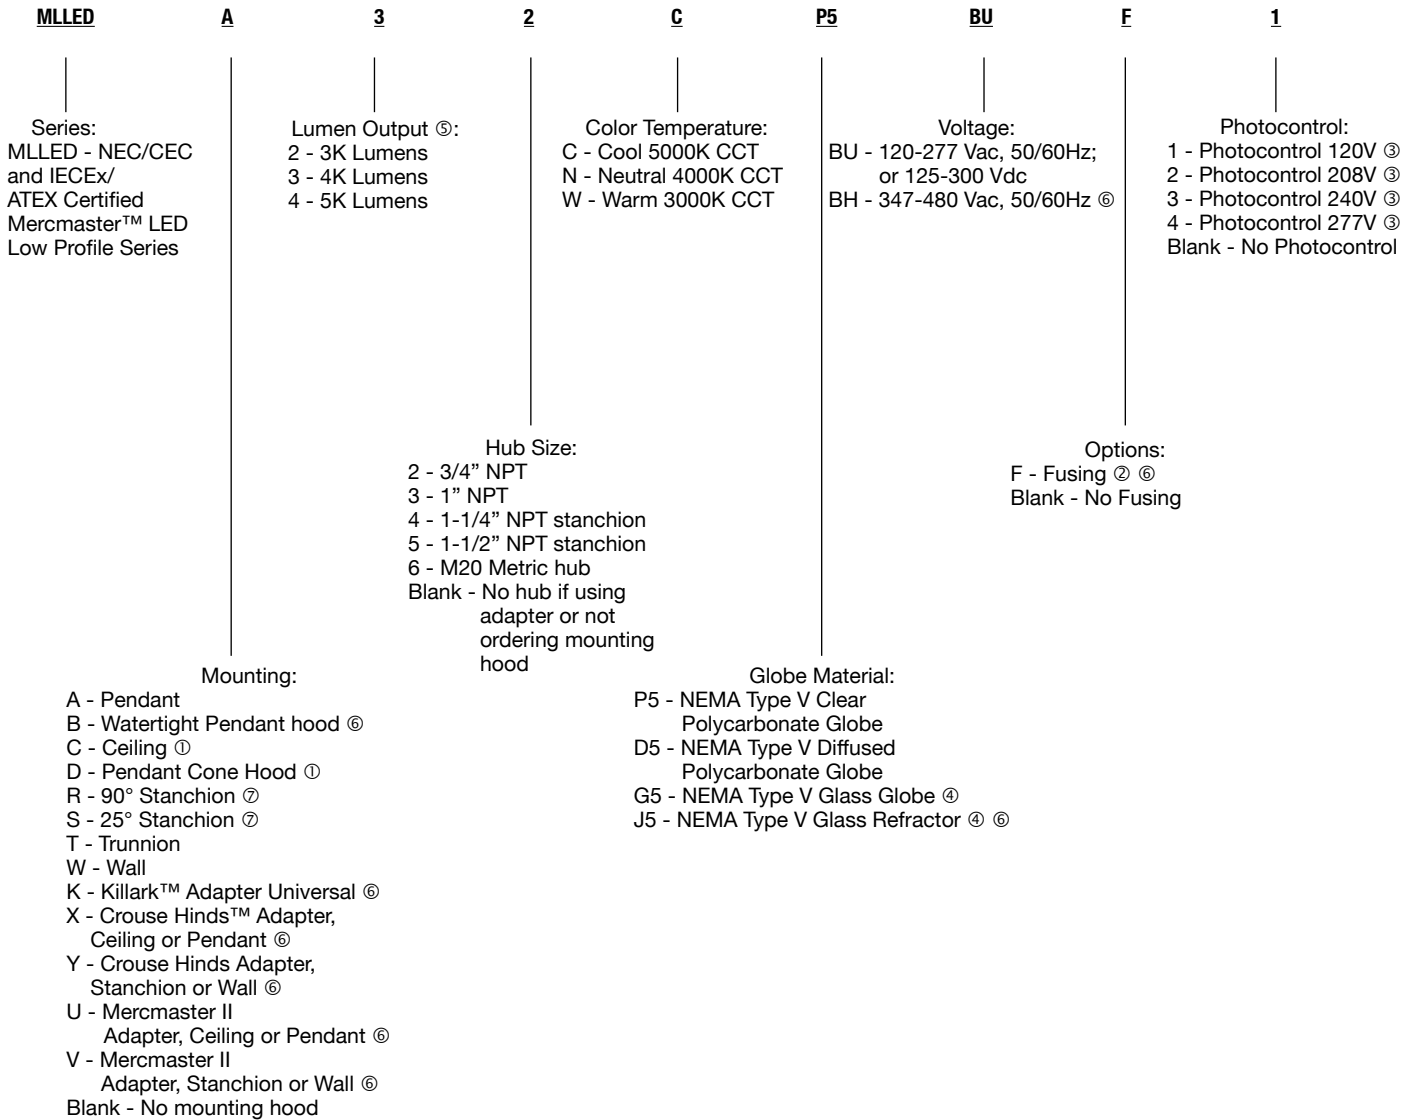 MLLED A 3 2 C P5 BU F 1
Series:
MLLED - NEC/CEC
and IECEx/
ATEX Certified
Mercmaster™ LED
Low Profile Series
Lumen Output ⑤:
2 - 3K Lumens
3 - 4K Lumens
4 - 5K Lumens
Color Temperature:
C - Cool 5000K CCT
N - Neutral 4000K CCT
W - Warm 3000K CCT
Voltage:
BU - 120-277 Vac, 50/60Hz;
or 125-300 Vdc
BH - 347-480 Vac, 50/60Hz ⑥
Photocontrol:
1 - Photocontrol 120V ③
2 - Photocontrol 208V ③
3 - Photocontrol 240V ③
4 - Photocontrol 277V ③
Blank - No Photocontrol
Hub Size:
2 - 3/4” NPT
3 - 1” NPT
4 - 1-1/4” NPT stanchion
5 - 1-1/2” NPT stanchion
6 - M20 Metric hub
Blank - No hub if using
adapter or not
ordering mounting
hood
Options:
F - Fusing ② ⑥
Blank - No Fusing
Mounting:
A - Pendant
B - Watertight Pendant hood ⑥
C - Ceiling ①
D - Pendant Cone Hood ①
R - 90° Stanchion ⑦
S - 25° Stanchion ⑦
T - Trunnion
W - Wall
K - Killark™ Adapter Universal ⑥
X - Crouse Hinds™ Adapter,
Ceiling or Pendant ⑥
Y - Crouse Hinds Adapter,
Stanchion or Wall ⑥
U - Mercmaster II
Adapter, Ceiling or Pendant ⑥
V - Mercmaster II
Adapter, Stanchion or Wall ⑥
Blank - No mounting hood
Globe Material:
P5 - NEMA Type V Clear
Polycarbonate Globe
D5 - NEMA Type V Diffused
Polycarbonate Globe
G5 - NEMA Type V Glass Globe ④
J5 - NEMA Type V Glass Refractor ④ ⑥